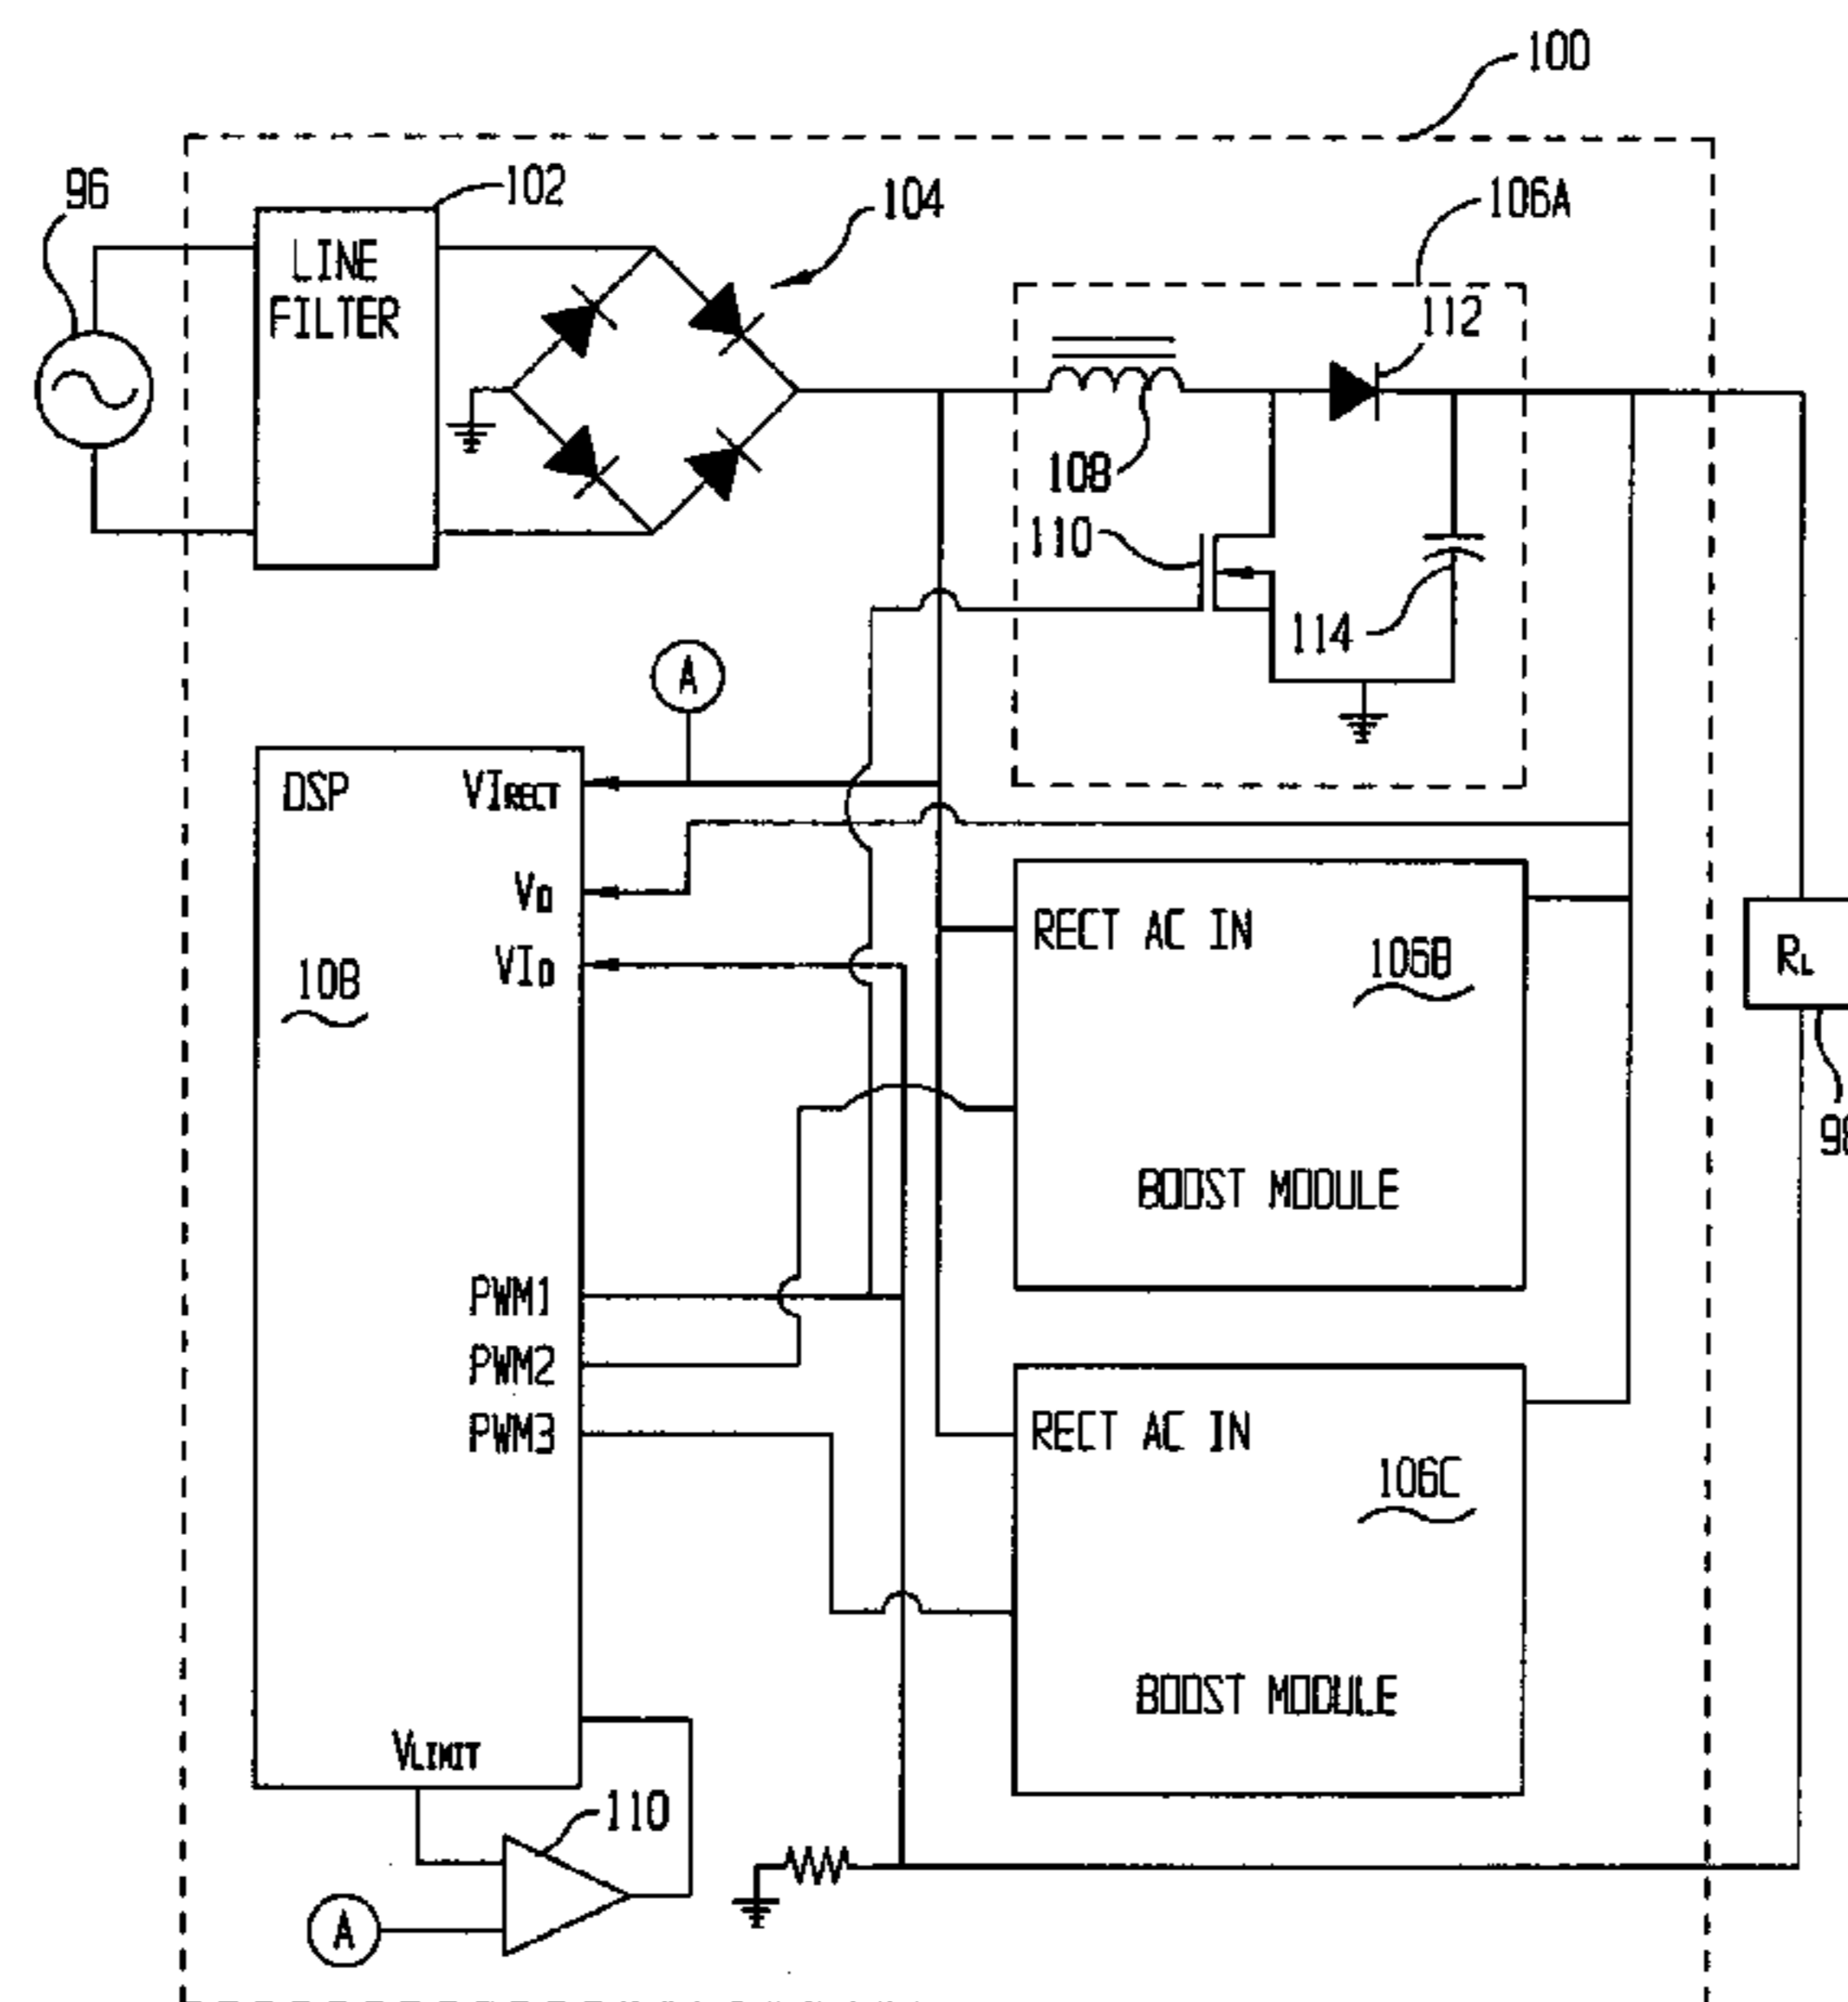 100
96
102
104
106A
LINE
FILTER
112
108
110
114
A
DSP
VIRECT
VO
RECT AC IN
106B
RL
108
VIO
98
BOOST MODULE
PWM1
PWM2
PWM3
RECT AC IN
106C
BOOST MODULE
VLIMIT
110
A